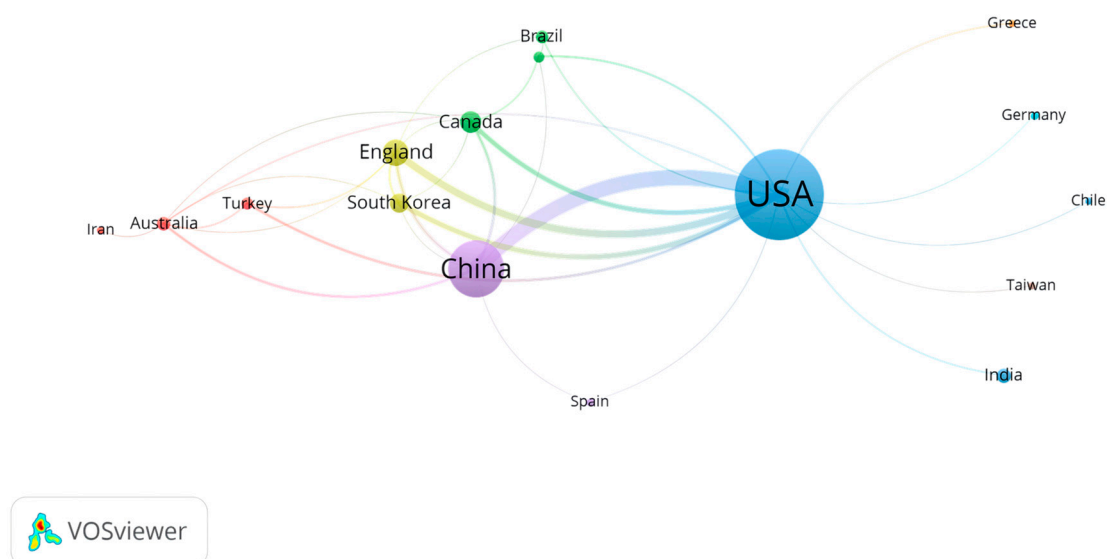 Greece
Brazil
Germany
Canada
England
USA
Turkey
South Korea
Chile
Iran
Australia
China
Taiwan
India
Spain
VOSviewer